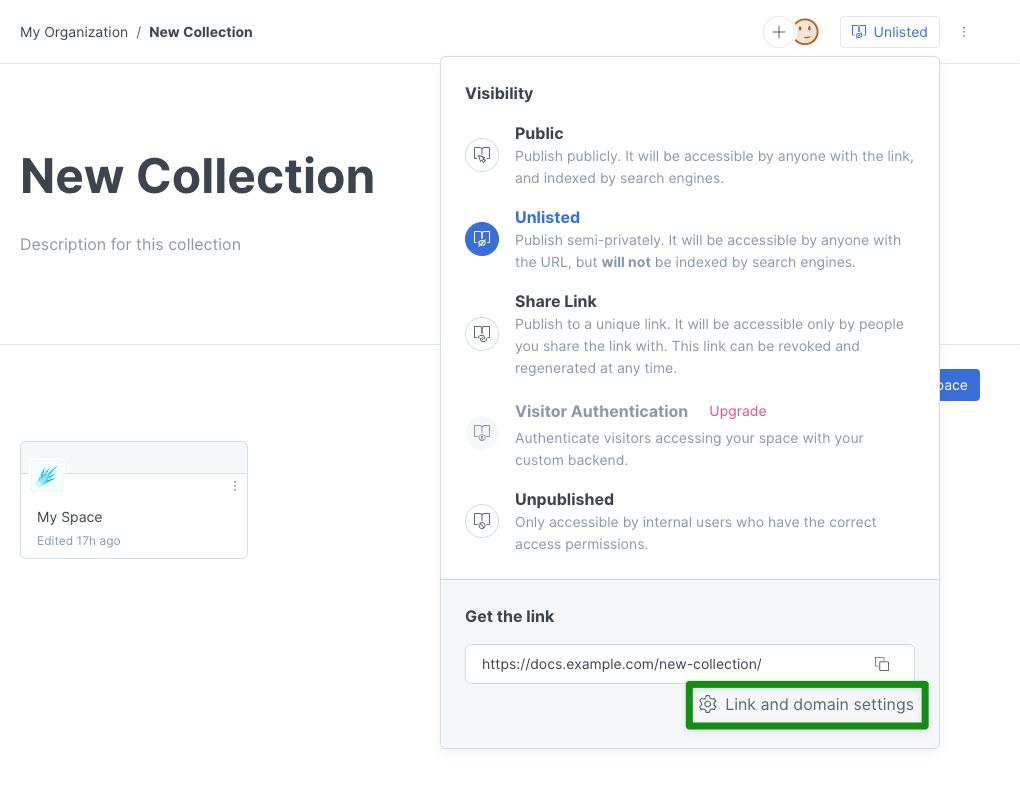 My Organization / New Collection
Unlisted
Visibility
Public
Publish publicly. It will be accessible by anyone with the link,
and indexed by search engines.
Unlisted
Publish semi-privately. It will be accessible by anyone with
the URL, but will not be indexed by search engines.
Share Link
Publish to a unique link. It will be accessible only by people
you share the link with. This link can be revoked and
regenerated at any time.
Visitor Authentication Upgrade
Authenticate visitors accessing your space with your
custom backend.
Unpublished
Only accessible by internal users who have the correct
access permissions.
Get the link
https://docs.example.com/new-collection/
Link and domain settings
New Collection
Description for this collection
pace
My Space
Edited 17h ago